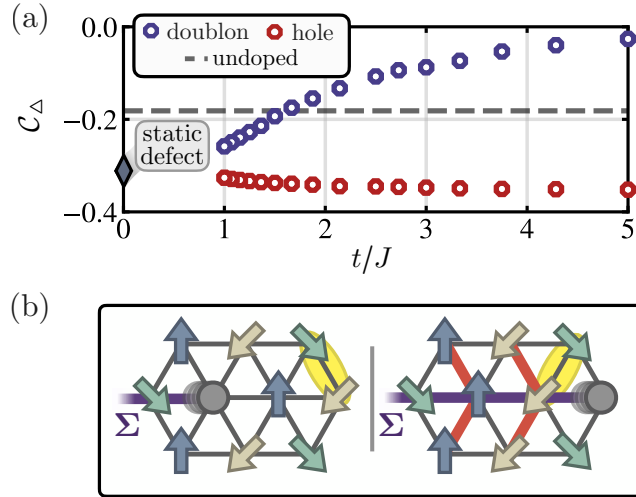 (a)
doublon hole
undoped
0.0
−0.2
−0.4
C△
static
defect
0 1 2 3 4 5
t/J
(b)
Σ Σ